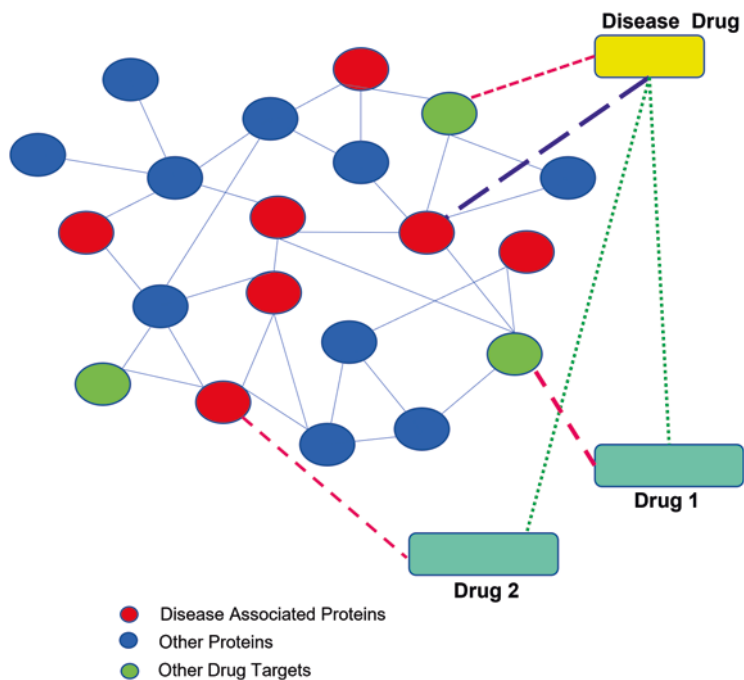 Disease Drug
Drug 1
Drug 2
Disease Associated Proteins
Other Proteins
Other Drug Targets